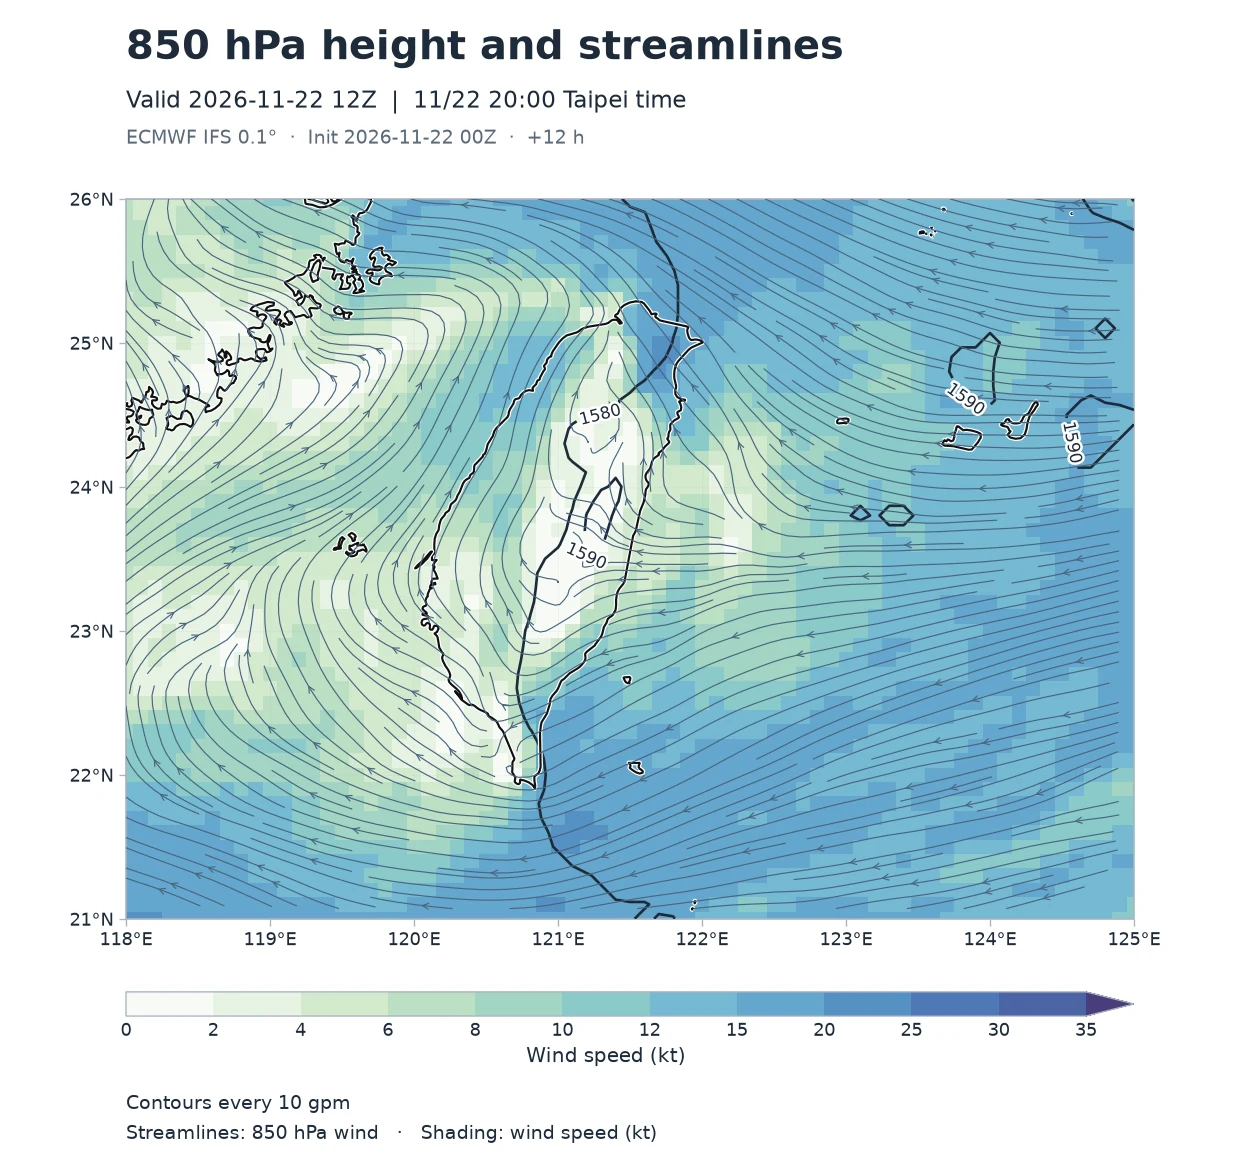 850 hPa height and streamlines
Valid 2026-11-22 12Z | 11/22 20:00 Taipei time
ECMWF IFS 0.1° · Init 2026-11-22 00Z · +12 h
26°N
25°N
24°N
23°N
22°N
21°N
1580
1590
1590
1590
118°E 119°E 120°E 121°E 122°E 123°E 124°E 125°E
0 2 4 6 8 10 12 15 20 25 30 35
Wind speed (kt)
Contours every 10 gpm
Streamlines: 850 hPa wind · Shading: wind speed (kt)